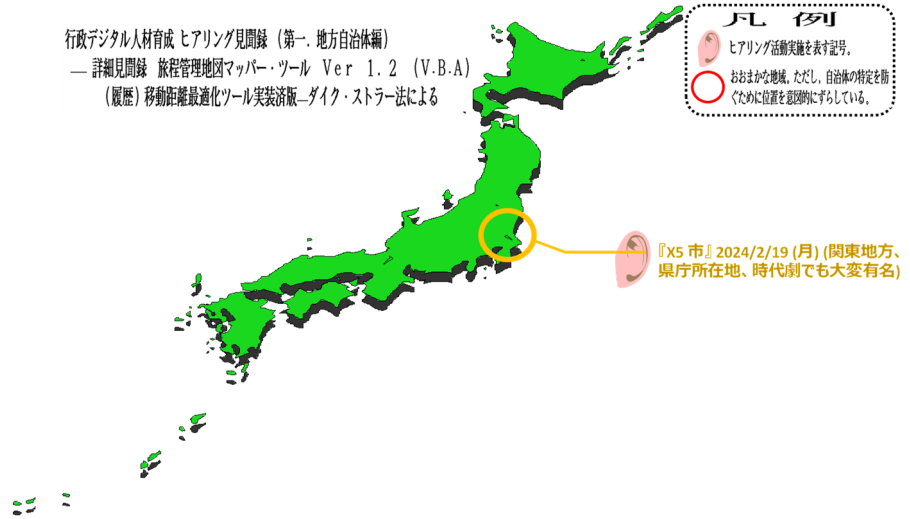 行政デジタル人材育成 ヒアリング見聞録 (第一. 地方自治体編)
― 詳細見聞録 旅程管理地図マッパー・ツール Ver 1.2 (V.B.A)
(履歴) 移動距離最適化ツール実装済版―ダイク・ストラー法による
凡 例
ヒアリング活動実施を表す記号。
おおまかな地域。ただし, 自治体の特定を防
ぐために位置を意図的にずらしている。
『X5 市』 2024/2/19 (月) (関東地方、
県庁所在地、時代劇でも大変有名)